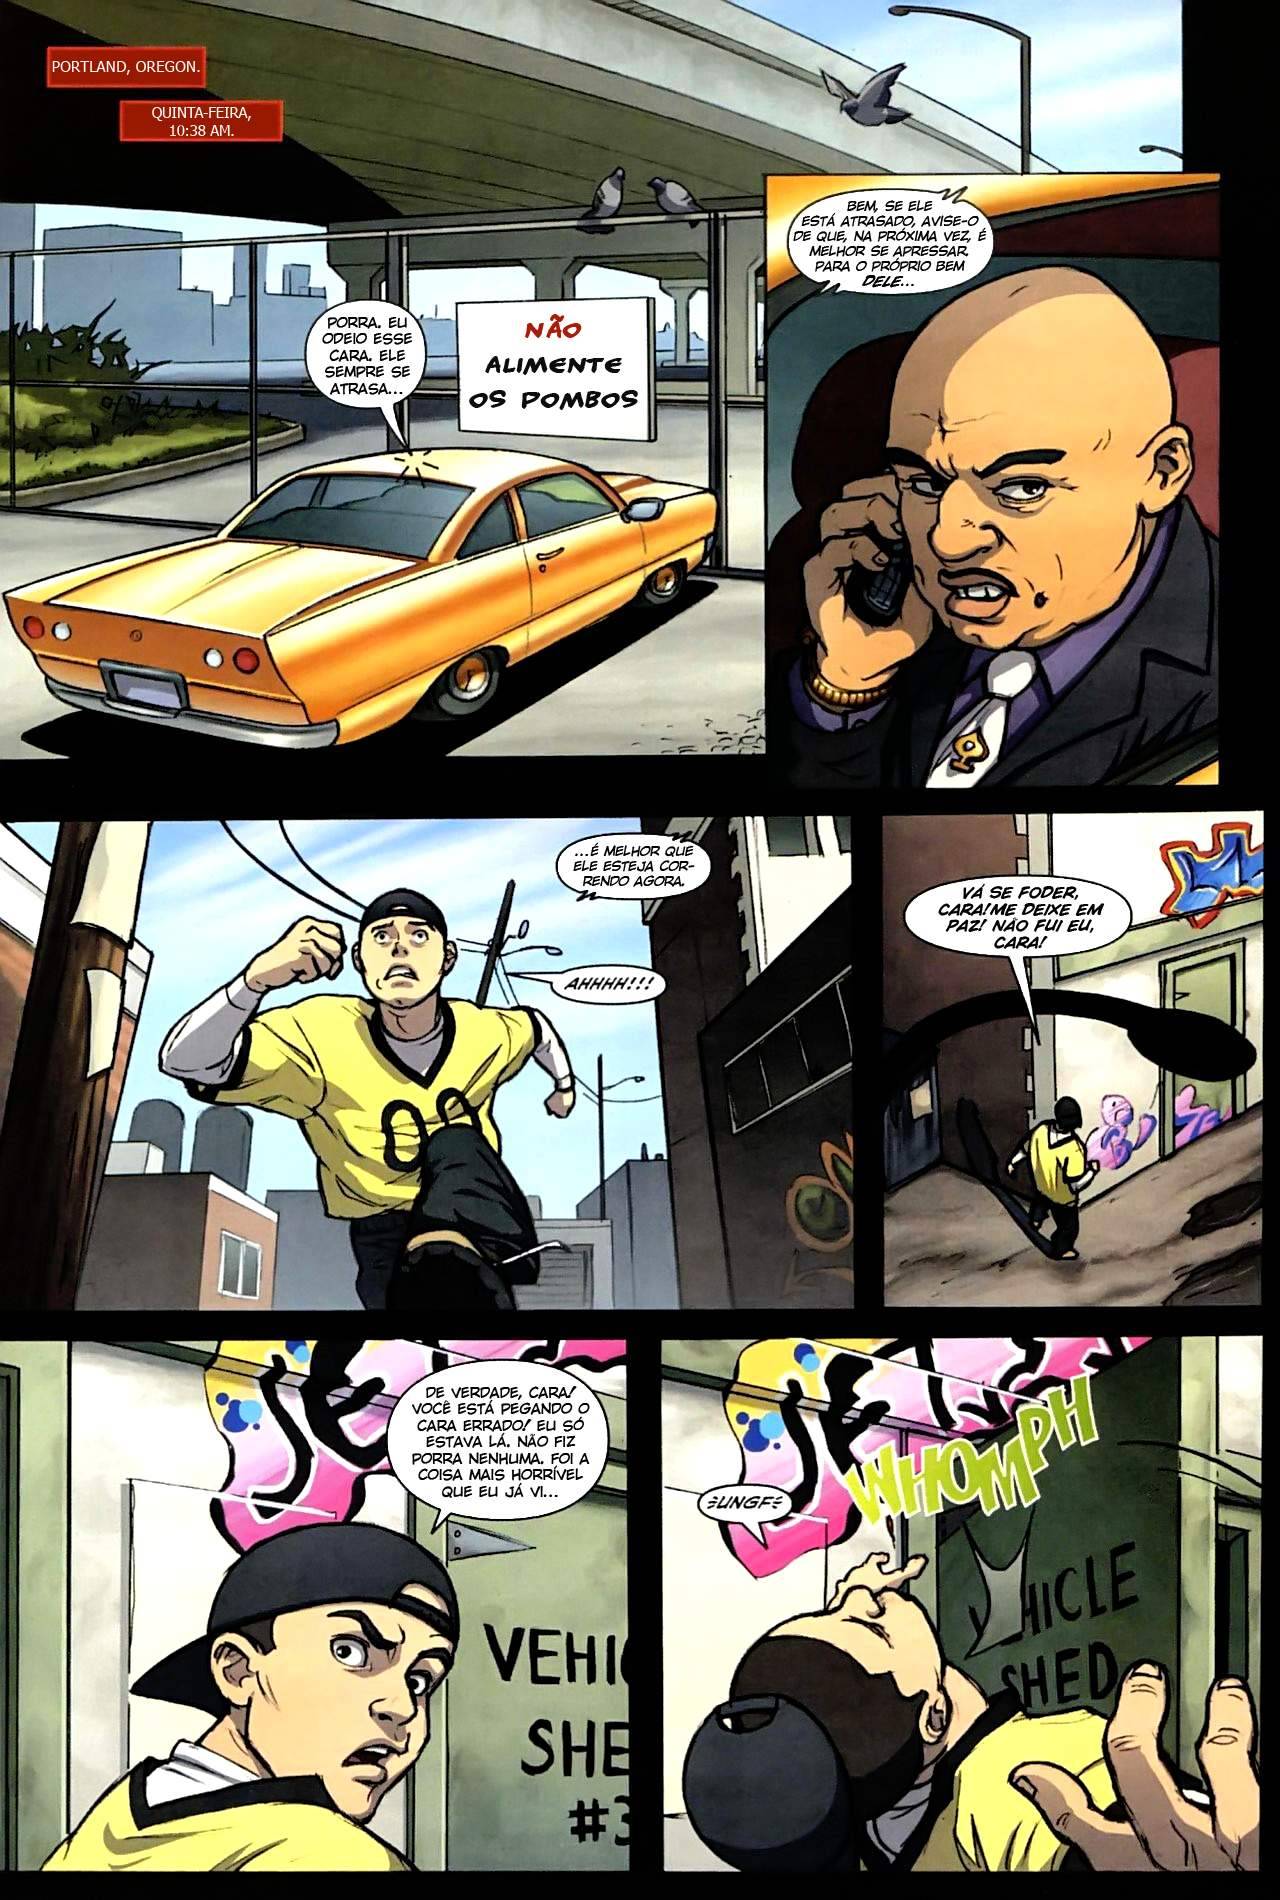 PORTLAND, OREGON.
QUINTA-FEIRA,
10:38 AM.
PORRA. EU
ODEIO ESSE
CARA. ELE
SEMPRE SE
ATRASA...
NÃO
ALIMENTE
OS POMBOS
BEM, SE ELE
ESTÁ ATRASADO, AVISE-O
DE QUE, NA PRÓXIMA VEZ, É
MELHOR SE APRESSAR.
PARA O PRÓPRIO BEM
DELE...
...É MELHOR QUE
ELE ESTEJA COR-
RENDO AGORA.
AHHHH!!!
VÁ SE FODER,
CARA!ME DEIXE EM
PAZ! NÃO FUI EU,
CARA!
DE VERDADE, CARA!
VOCÊ ESTÁ PEGANDO O
CARA ERRADO! EU SÓ
ESTAVA LÁ. NÃO FIZ
PORRA NENHUMA. FOI A
COISA MAIS HORRÍVEL
QUE EU JÁ VI...
VEHIC
SHE
#3
UNGF
WHOMPH
HICLE
SHED